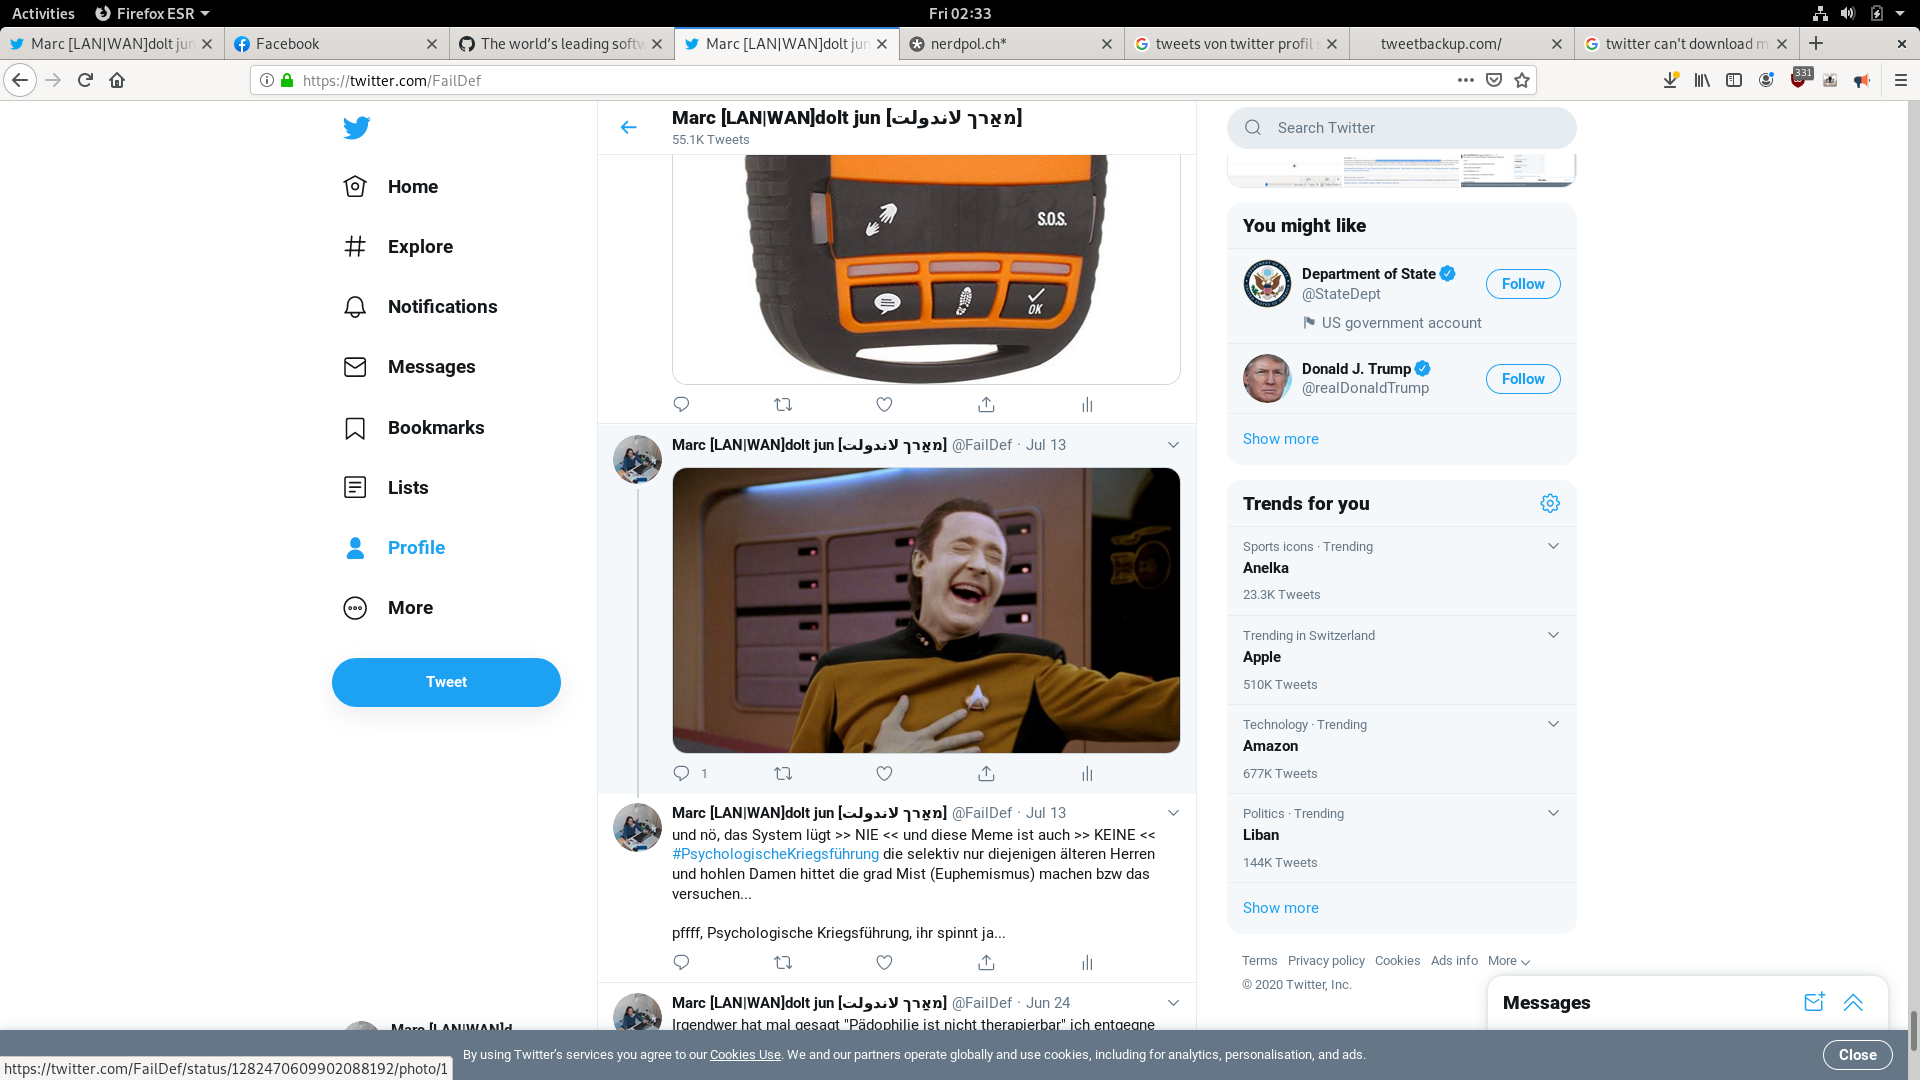 Activities
Firefox ESR
Fri 02:33
Marc [LAN|WAN]dolt jun
Facebook
The world's leading softw
Marc [LAN|WAN]dolt jun
nerdpol.ch*
tweets von twitter profil s
tweetbackup.com/
twitter can't download m
https://twitter.com/FailDef
331
Marc [LAN|WAN]dolt jun [מאַרך לאנדולת]
55.1K Tweets
Search Twitter
Home
Explore
Notifications
Messages
Bookmarks
Lists
Profile
More
Tweet
S.O.S.
OK
Marc [LAN|WAN]dolt jun [מאַרך לאנדולת] @FailDef · Jul 13
1
Marc [LAN|WAN]dolt jun [מאַרך לאנדולת] @FailDef · Jul 13
und nö, das System lügt >> NIE << und diese Meme ist auch >> KEINE <<
#PsychologischeKriegsführung die selektiv nur diejenigen älteren Herren
und hohlen Damen hittet die grad Mist (Euphemismus) machen bzw das
versuchen...
pffff, Psychologische Kriegsführung, ihr spinnt ja...
Marc [LAN|WAN]dolt jun [מאַרך לאנדולת] @FailDef · Jun 24
Irgendwer hat mal gesagt "Pädophilie ist nicht therapierbar" ich entgegne
You might like
Department of State
@StateDept
US government account
Follow
Donald J. Trump
@realDonaldTrump
Follow
Show more
Trends for you
Sports icons · Trending
Anelka
23.3K Tweets
Trending in Switzerland
Apple
510K Tweets
Technology · Trending
Amazon
677K Tweets
Politics · Trending
Liban
144K Tweets
Show more
Terms Privacy policy Cookies Ads info More
© 2020 Twitter, Inc.
Messages
Marc [LAN|WAN]d
By using Twitter's services you agree to our Cookies Use. We and our partners operate globally and use cookies, including for analytics, personalisation, and ads.
Close
https://twitter.com/FailDef/status/1282470609902088192/photo/1